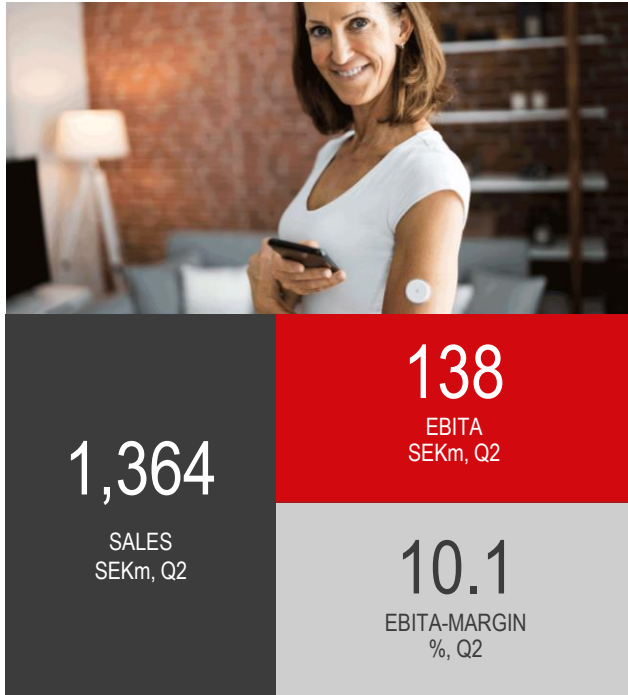 1,364
SALES
SEKm, Q2
138
EBITA
SEKm, Q2
10.1
EBITA-MARGIN
%, Q2